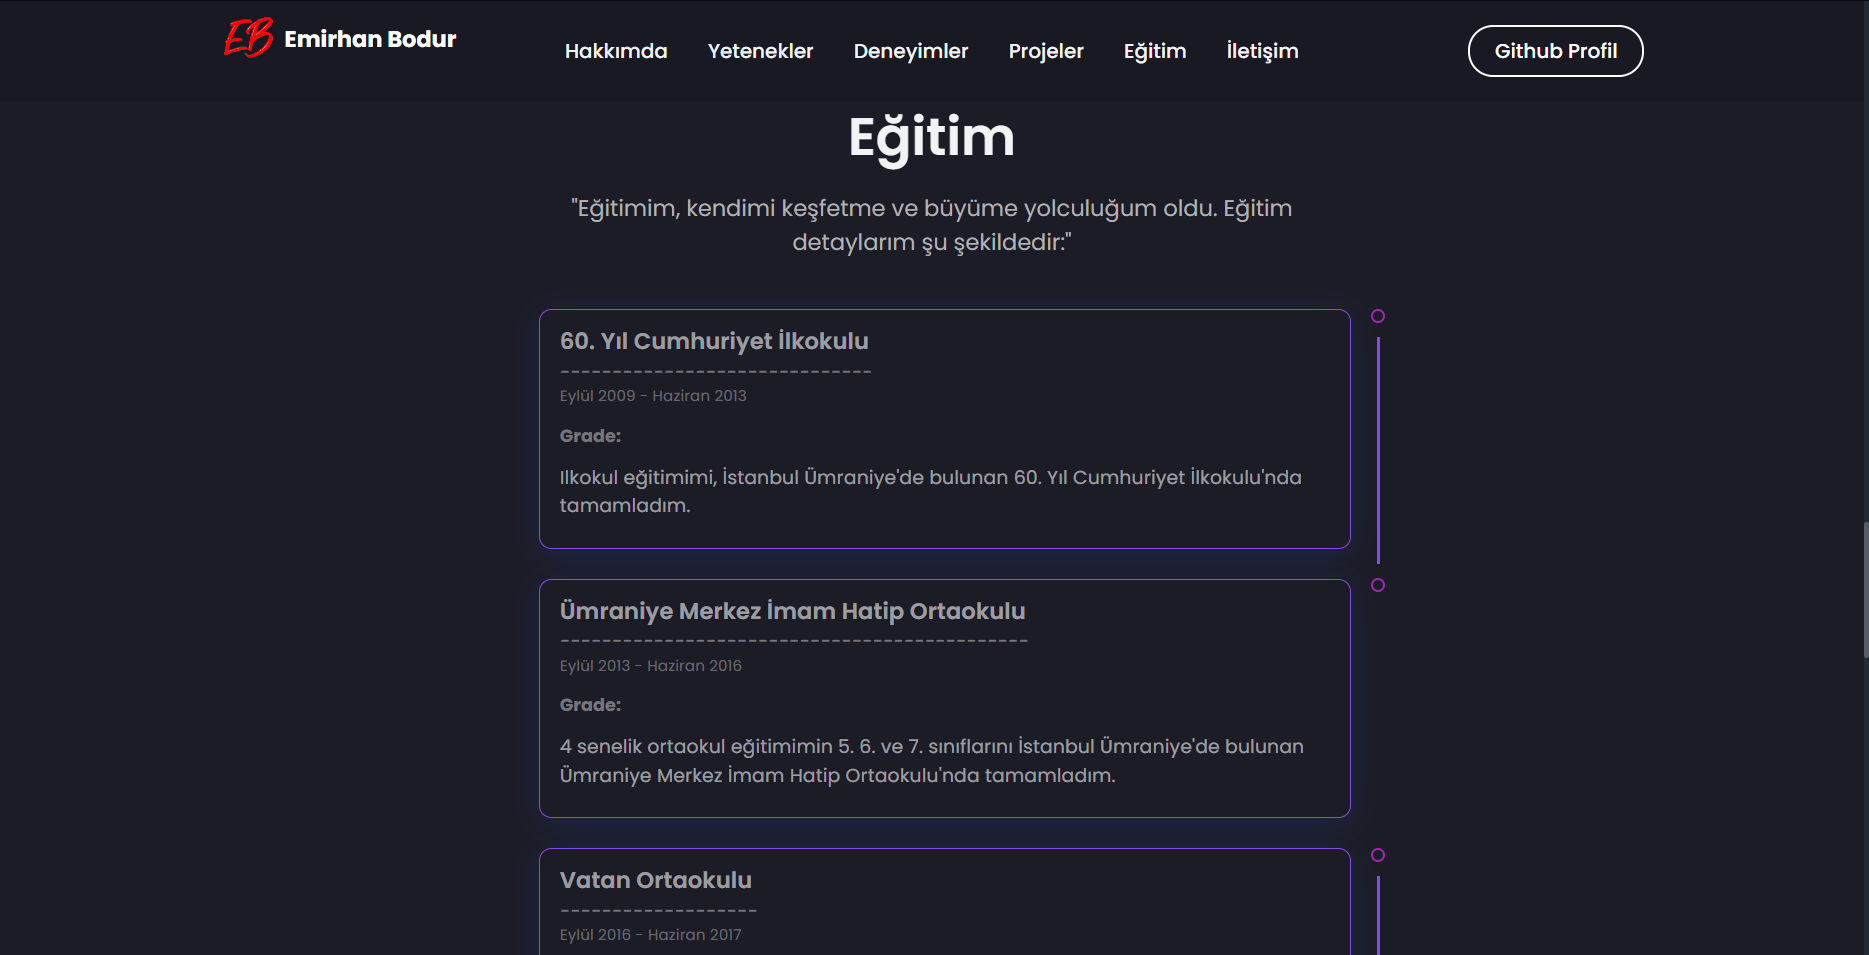 EB Emirhan Bodur
Hakkımda Yetenekler Deneyimler Projeler Eğitim İletişim
Github Profil
Eğitim
"Eğitimim, kendimi keşfetme ve büyüme yolculuğum oldu. Eğitim
detaylarım şu şekildedir:"
60. Yıl Cumhuriyet İlkokulu
------------------------------
Eylül 2009 - Haziran 2013
Grade:
Ilkokul eğitimimi, İstanbul Ümraniye'de bulunan 60. Yıl Cumhuriyet İlkokulu'nda
tamamladım.
Ümraniye Merkez İmam Hatip Ortaokulu
---------------------------------------------
Eylül 2013 - Haziran 2016
Grade:
4 senelik ortaokul eğitimimin 5. 6. ve 7. sınıflarını İstanbul Ümraniye'de bulunan
Ümraniye Merkez İmam Hatip Ortaokulu'nda tamamladım.
Vatan Ortaokulu
-------------------
Eylül 2016 - Haziran 2017